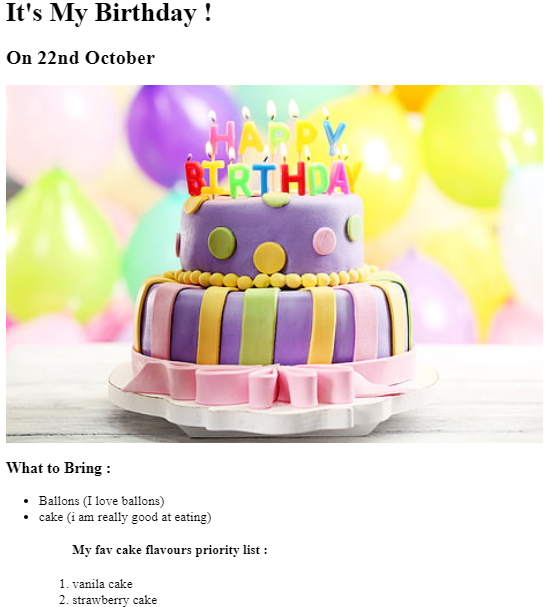 It's My Birthday !
On 22nd October
HAPPY
BIRTHDAY
What to Bring :
Ballons (I love ballons)
cake (i am really good at eating)
My fav cake flavours priority list :
1. vanila cake
2. strawberry cake